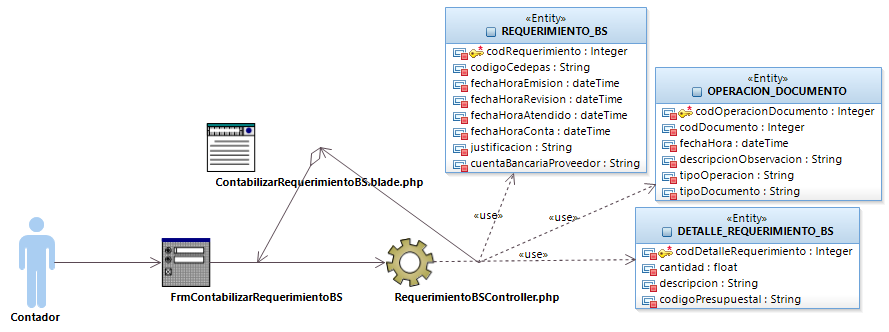 «Entity»
REQUERIMIENTO_BS
codRequerimiento : Integer
codigoCedepas : String
fechaHoraEmision : dateTime
fechaHoraRevision : dateTime
fechaHoraAtendido : dateTime
fechaHoraConta : dateTime
justificacion : String
cuentaBancariaProveedor : String
«Entity»
OPERACION_DOCUMENTO
codOperacionDocumento : Integer
codDocumento : Integer
fechaHora : dateTime
descripcionObservacion : String
tipoOperacion : String
tipoDocumento : String
ContabilizarRequerimientoBS.blade.php
«use»
«use»
«use»
«Entity»
DETALLE_REQUERIMIENTO_BS
codDetalleRequerimiento : Integer
cantidad : float
descripcion : String
codigoPresupuestal : String
Contador
FrmContabilizarRequerimientoBS
RequerimientoBSController.php